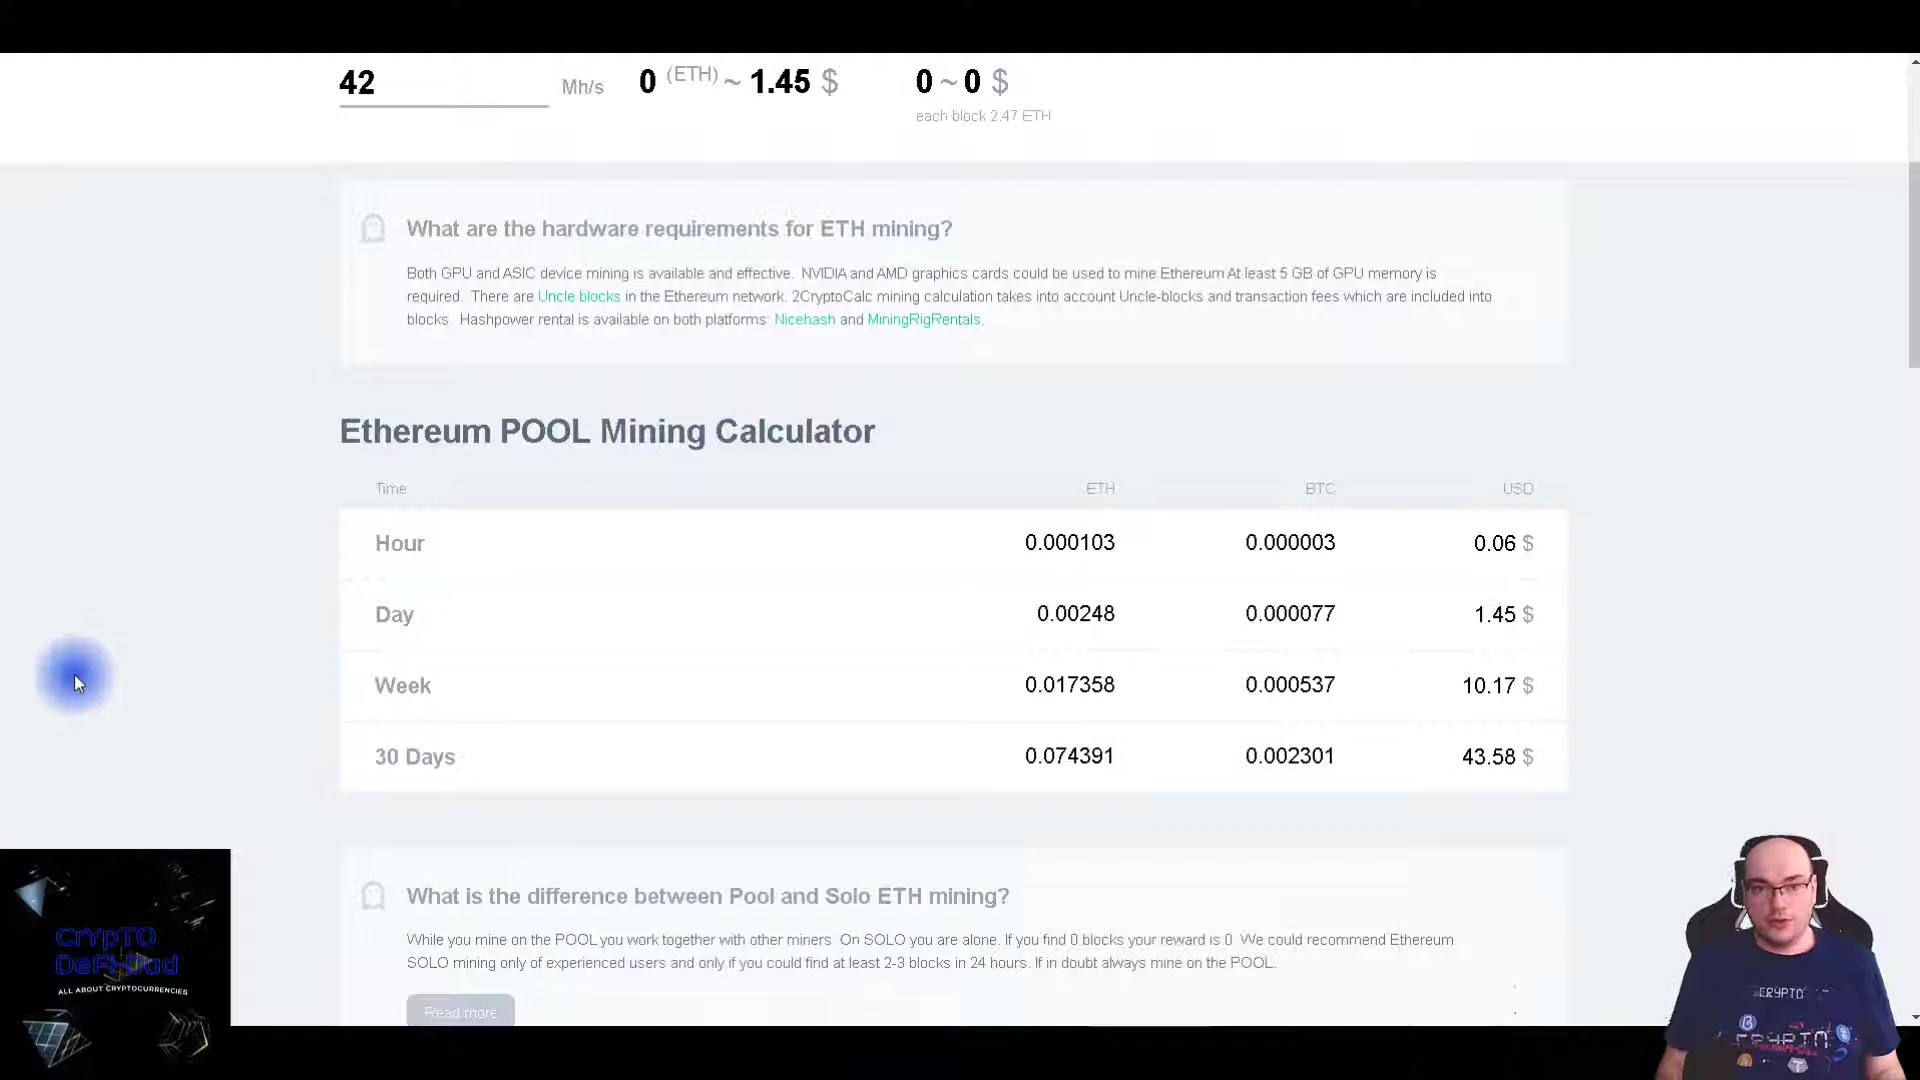 42 Mh/s 0 (ETH) ~ 1.45 $ 0 ~ 0 $
each block 2.47 ETH
What are the hardware requirements for ETH mining?
Both GPU and ASIC device mining is available and effective. NVIDIA and AMD graphics cards could be used to mine Ethereum At least 5 GB of GPU memory is
required. There are Uncle blocks in the Ethereum network. 2CryptoCalc mining calculation takes into account Uncle-blocks and transaction fees which are included into
blocks. Hashpower rental is available on both platforms: Nicehash and MiningRigRentals.
Ethereum POOL Mining Calculator
Time ETH BTC USD
Hour 0.000103 0.000003 0.06 $
Day 0.00248 0.000077 1.45 $
Week 0.017358 0.000537 10.17 $
30 Days 0.074391 0.002301 43.58 $
What is the difference between Pool and Solo ETH mining?
While you mine on the POOL you work together with other miners. On SOLO you are alone. If you find 0 blocks your reward is 0. We could recommend Ethereum
SOLO mining only of experienced users and only if you could find at least 2-3 blocks in 24 hours. If in doubt always mine on the POOL.
Read more
CrYpTO
DeFi-Dad
ALL ABOUT CRYPTOCURRENCIES
CRYPTO